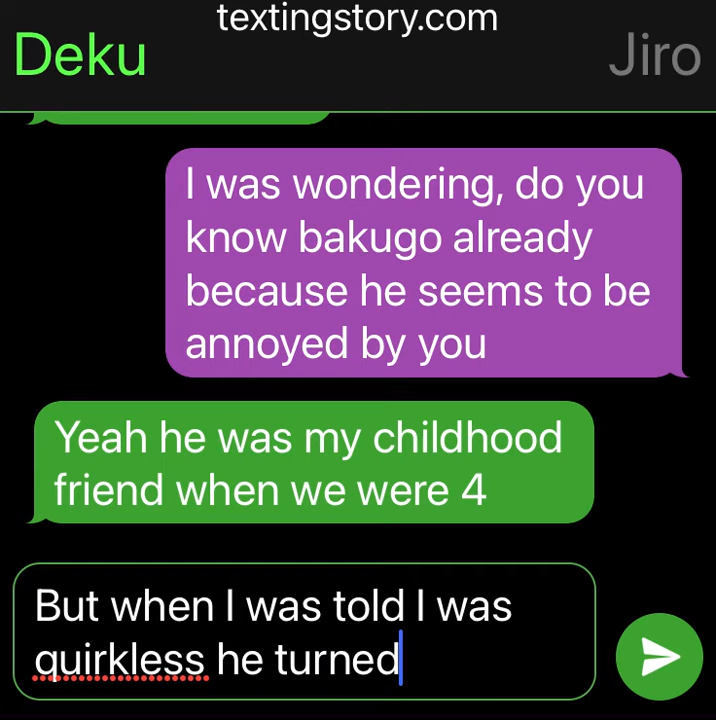 textingstory.com
Deku
Jiro
I was wondering, do you
know bakugo already
because he seems to be
annoyed by you
Yeah he was my childhood
friend when we were 4
But when I was told I was
quirkless he turned